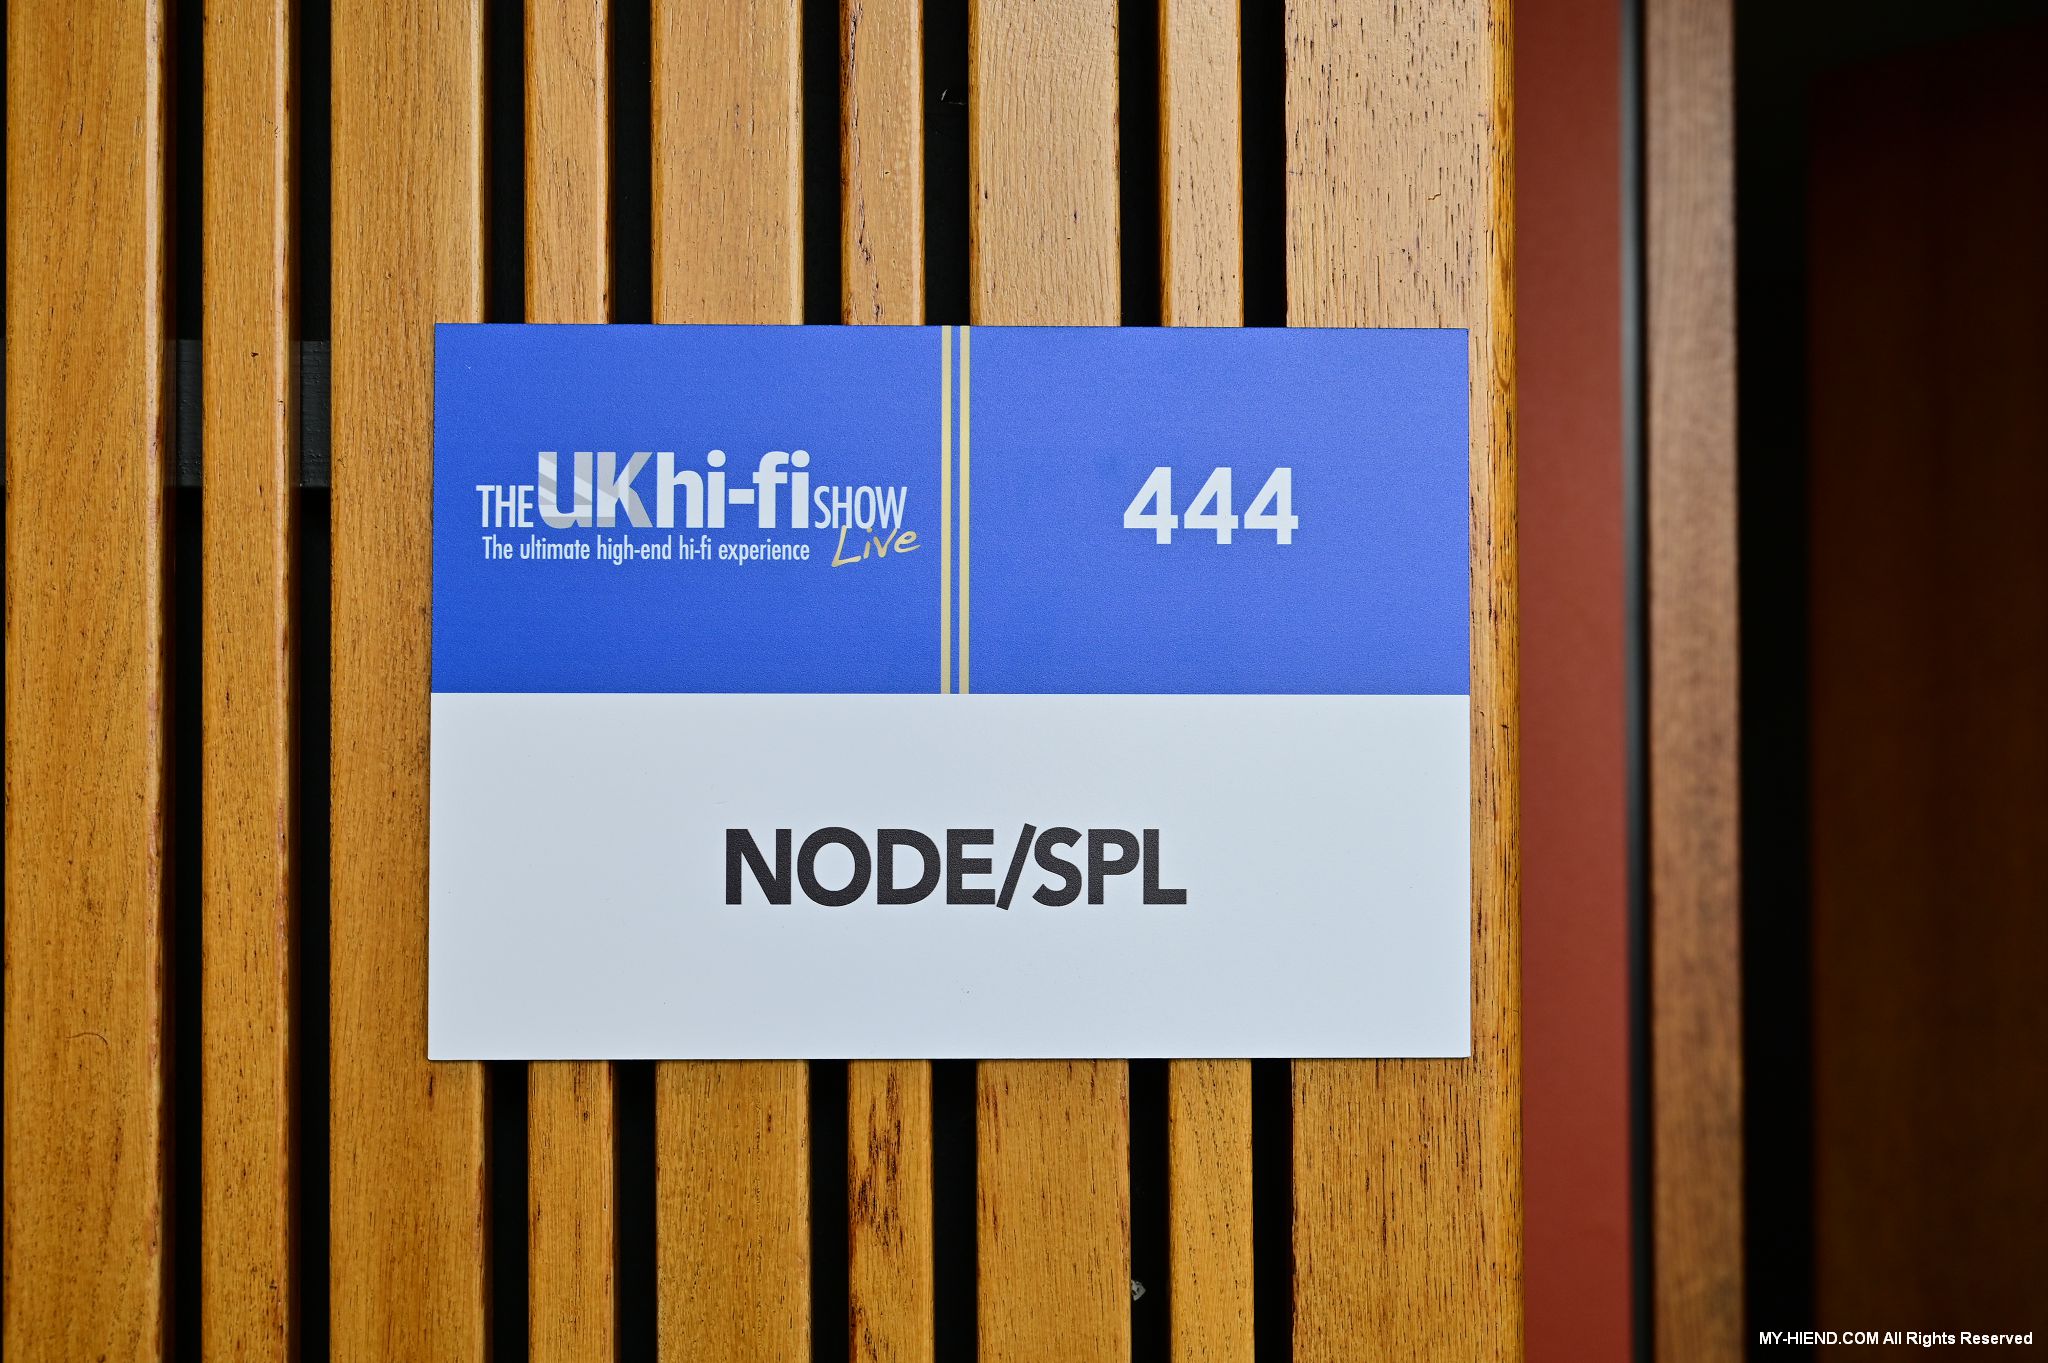 THE UK hi-fi SHOW
Live
The ultimate high-end hi-fi experience
444
NODE/SPL
MY-HIEND.COM All Rights Reserved